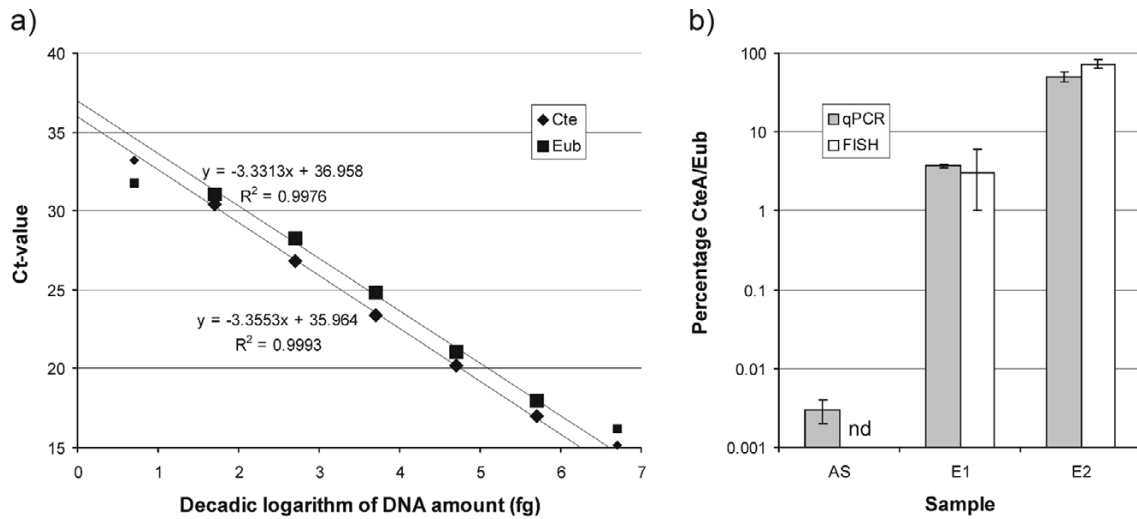 a)
40
35
30
25
20
15
Ct-value
0 1 2 3 4 5 6 7
Decadic logarithm of DNA amount (fg)
Cte
Eub
y = -3.3313x + 36.958
R² = 0.9976
y = -3.3553x + 35.964
R² = 0.9993
b)
100
10
1
0.1
0.01
0.001
Percentage CteA/Eub
qPCR
FISH
nd
AS E1 E2
Sample